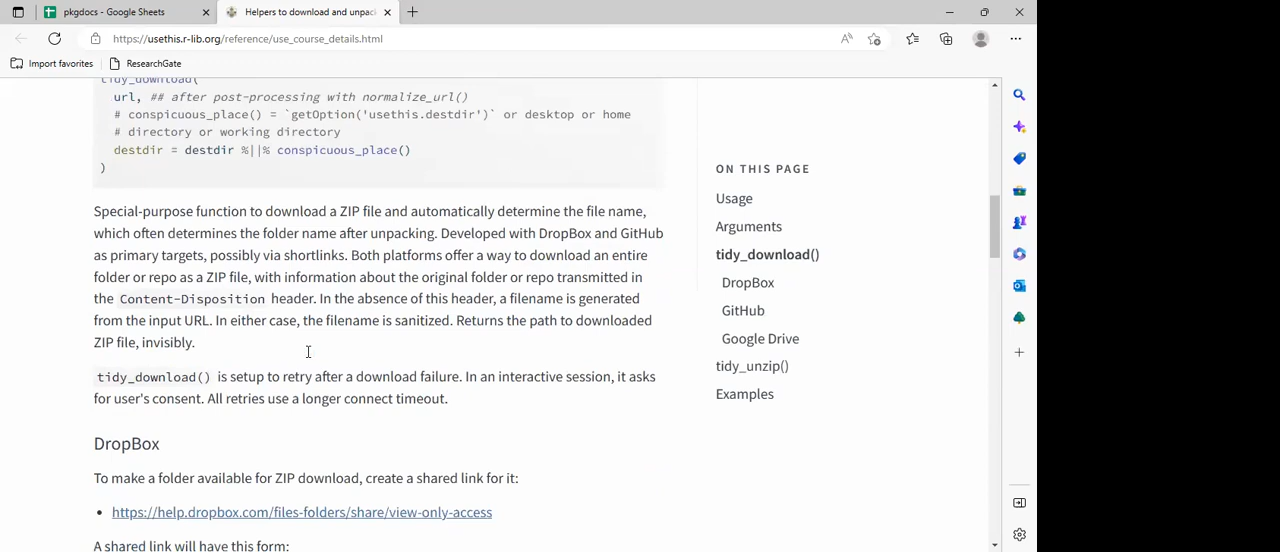 pkgdocs - Google Sheets
Helpers to download and unpac
https://usethis.r-lib.org/reference/use_course_details.html
Import favorites
ResearchGate
tidy_download(
url, ## after post-processing with normalize_url()
# conspicuous_place() = `getOption('usethis.destdir')` or desktop or home
# directory or working directory
destdir = destdir %||% conspicuous_place()
)
Special-purpose function to download a ZIP file and automatically determine the file name,
which often determines the folder name after unpacking. Developed with DropBox and GitHub
as primary targets, possibly via shortlinks. Both platforms offer a way to download an entire
folder or repo as a ZIP file, with information about the original folder or repo transmitted in
the Content-Disposition header. In the absence of this header, a filename is generated
from the input URL. In either case, the filename is sanitized. Returns the path to downloaded
ZIP file, invisibly.
tidy_download() is setup to retry after a download failure. In an interactive session, it asks
for user's consent. All retries use a longer connect timeout.
DropBox
To make a folder available for ZIP download, create a shared link for it:
• https://help.dropbox.com/files-folders/share/view-only-access
A shared link will have this form:
ON THIS PAGE
Usage
Arguments
tidy_download()
DropBox
GitHub
Google Drive
tidy_unzip()
Examples